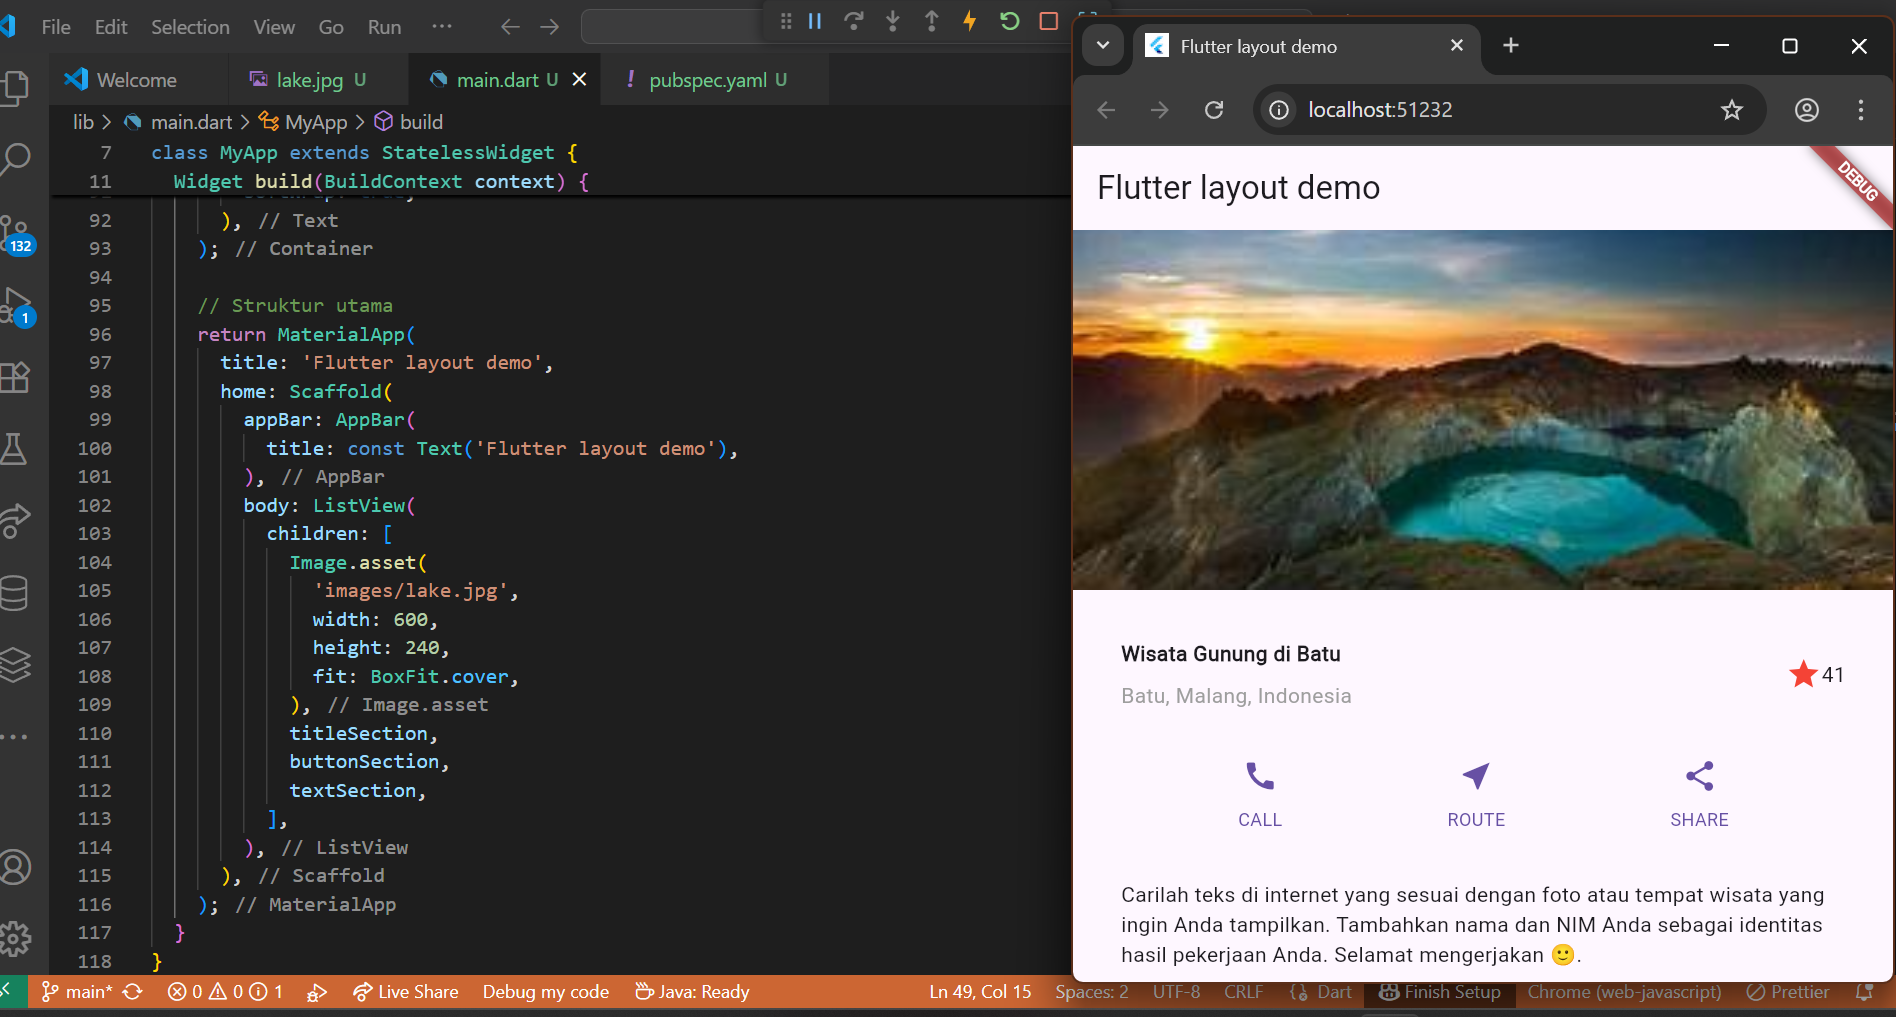 File Edit Selection View Go Run ...
Welcome
lake.jpg U
main.dart U
pubspec.yaml U
lib > main.dart > MyApp > build
7 class MyApp extends StatelessWidget {
11 Widget build(BuildContext context) {
92 ), // Text
93 ); // Container
94
95 // Struktur utama
96 return MaterialApp(
97 title: 'Flutter layout demo',
98 home: Scaffold(
99 appBar: AppBar(
100 title: const Text('Flutter layout demo'),
101 ), // AppBar
102 body: ListView(
103 children: [
104 Image.asset(
105 'images/lake.jpg',
106 width: 600,
107 height: 240,
108 fit: BoxFit.cover,
109 ), // Image.asset
110 titleSection,
111 buttonSection,
112 textSection,
113 ],
114 ), // ListView
115 ), // Scaffold
116 ); // MaterialApp
117 }
118 }
132
1
main* 0 0 1 Live Share Debug my code Java: Ready Ln 49, Col 15 Spaces: 2 UTF-8 CRLF Dart Finish Setup Chrome (web-javascript) Prettier
Flutter layout demo
localhost:51232
Flutter layout demo
DEBUG
Wisata Gunung di Batu
Batu, Malang, Indonesia
41
CALL ROUTE SHARE
Carilah teks di internet yang sesuai dengan foto atau tempat wisata yang
ingin Anda tampilkan. Tambahkan nama dan NIM Anda sebagai identitas
hasil pekerjaan Anda. Selamat mengerjakan 🙂.